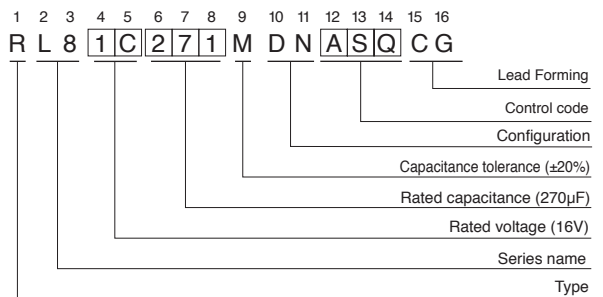 1 2 3 4 5 6 7 8 9 10 11 12 13 14 15 16
R L 8 1 C 2 7 1 M D N A S Q C G
Lead Forming
Control code
Configuration
Capacitance tolerance (±20%)
Rated capacitance (270µF)
Rated voltage (16V)
Series name
Type